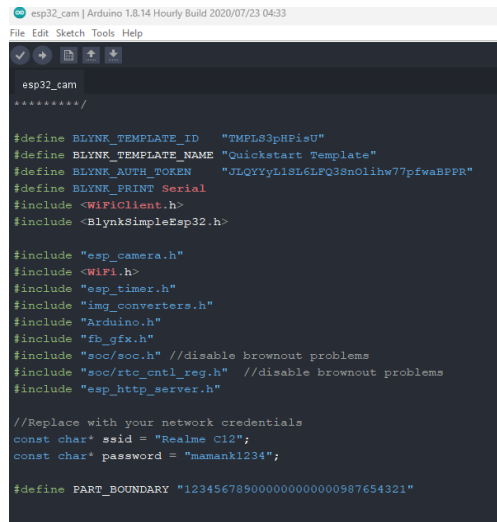 esp32_cam | Arduino 1.8.14 Hourly Build 2020/07/23 04:33
File Edit Sketch Tools Help
esp32_cam
*********/
#define BLYNK_TEMPLATE_ID "TMPLS3pHPisU"
#define BLYNK_TEMPLATE_NAME "Quickstart Template"
#define BLYNK_AUTH_TOKEN "JLQYYyL1SL6LFQ3SnOlihw77pfwaBPPR"
#define BLYNK_PRINT Serial
#include <WiFiClient.h>
#include <BlynkSimpleEsp32.h>
#include "esp_camera.h"
#include <WiFi.h>
#include "esp_timer.h"
#include "img_converters.h"
#include "Arduino.h"
#include "fb_gfx.h"
#include "soc/soc.h" //disable brownout problems
#include "soc/rtc_cntl_reg.h" //disable brownout problems
#include "esp_http_server.h"
//Replace with your network credentials
const char* ssid = "Realme C12";
const char* password = "mamank1234";
#define PART_BOUNDARY "123456789000000000000987654321"